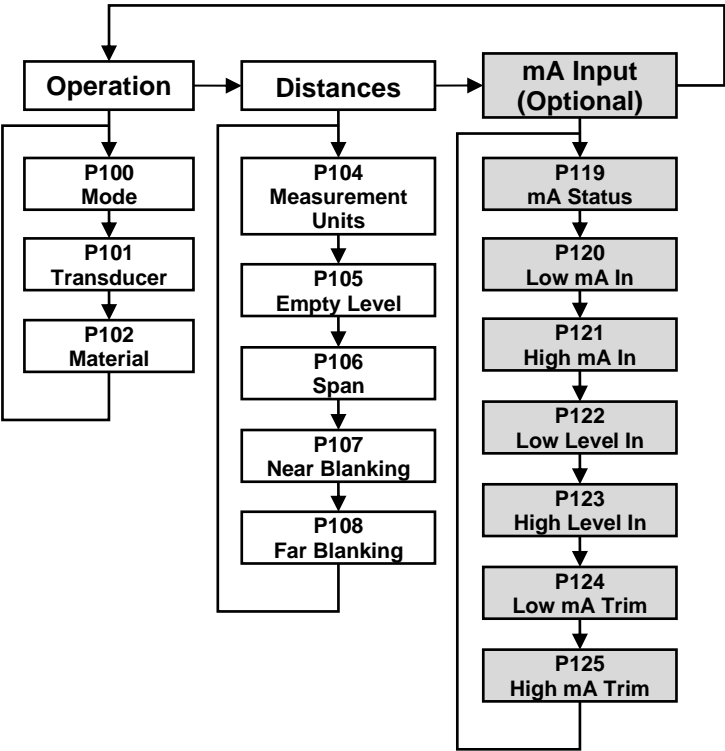 Operation
Distances
mA Input
(Optional)
P100
Mode
P101
Transducer
P102
Material
P104
Measurement
Units
P105
Empty Level
P106
Span
P107
Near Blanking
P108
Far Blanking
P119
mA Status
P120
Low mA In
P121
High mA In
P122
Low Level In
P123
High Level In
P124
Low mA Trim
P125
High mA Trim